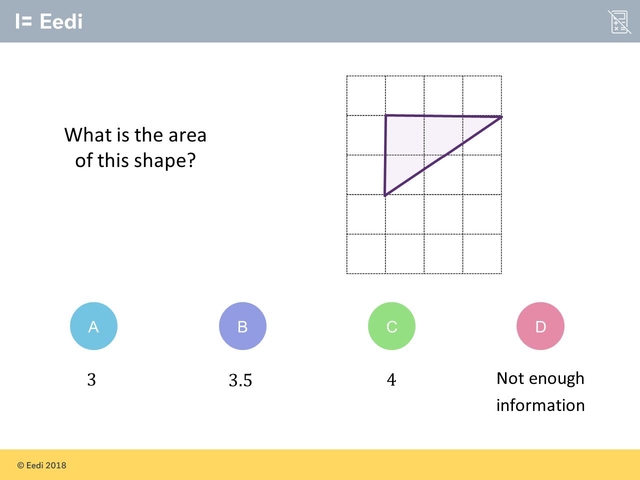 I= Eedi
What is the area
of this shape?
A
B
C
D
3
3.5
4
Not enough
information
© Eedi 2018